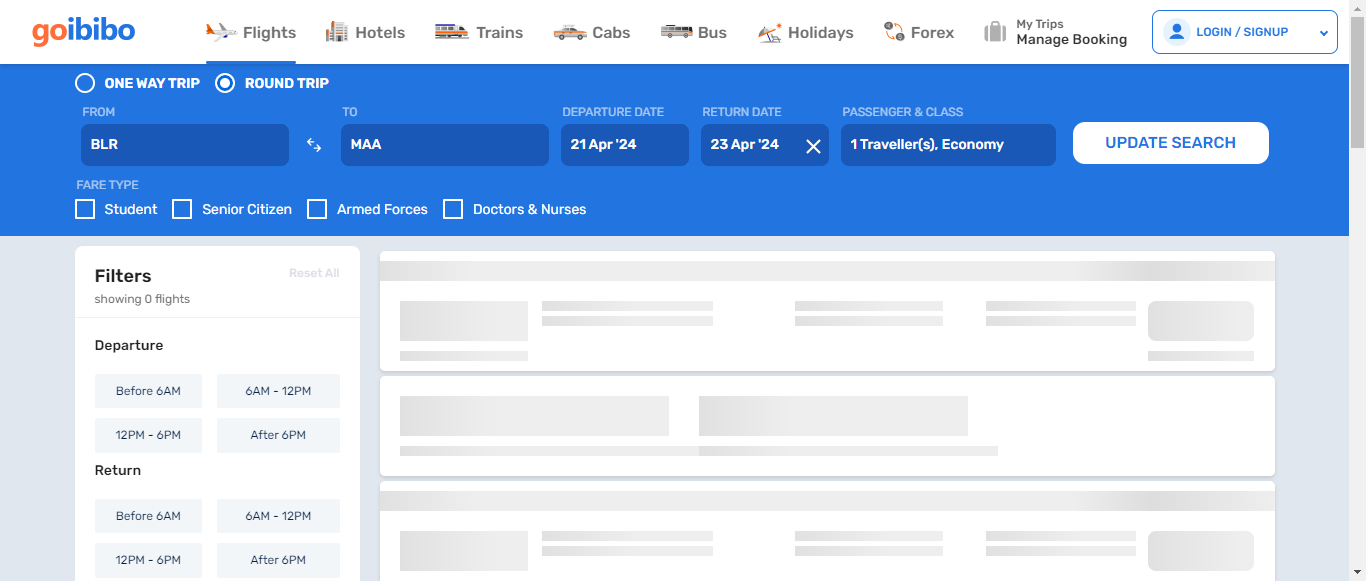 goibibo
Flights
Hotels
Trains
Cabs
Bus
Holidays
Forex
My Trips
Manage Booking
LOGIN / SIGNUP
ONE WAY TRIP
ROUND TRIP
FROM
TO
DEPARTURE DATE
RETURN DATE
PASSENGER & CLASS
BLR
MAA
21 Apr '24
23 Apr '24
1 Traveller(s), Economy
UPDATE SEARCH
FARE TYPE
Student
Senior Citizen
Armed Forces
Doctors & Nurses
Filters
Reset All
showing 0 flights
Departure
Before 6AM
6AM - 12PM
12PM - 6PM
After 6PM
Return
Before 6AM
6AM - 12PM
12PM - 6PM
After 6PM